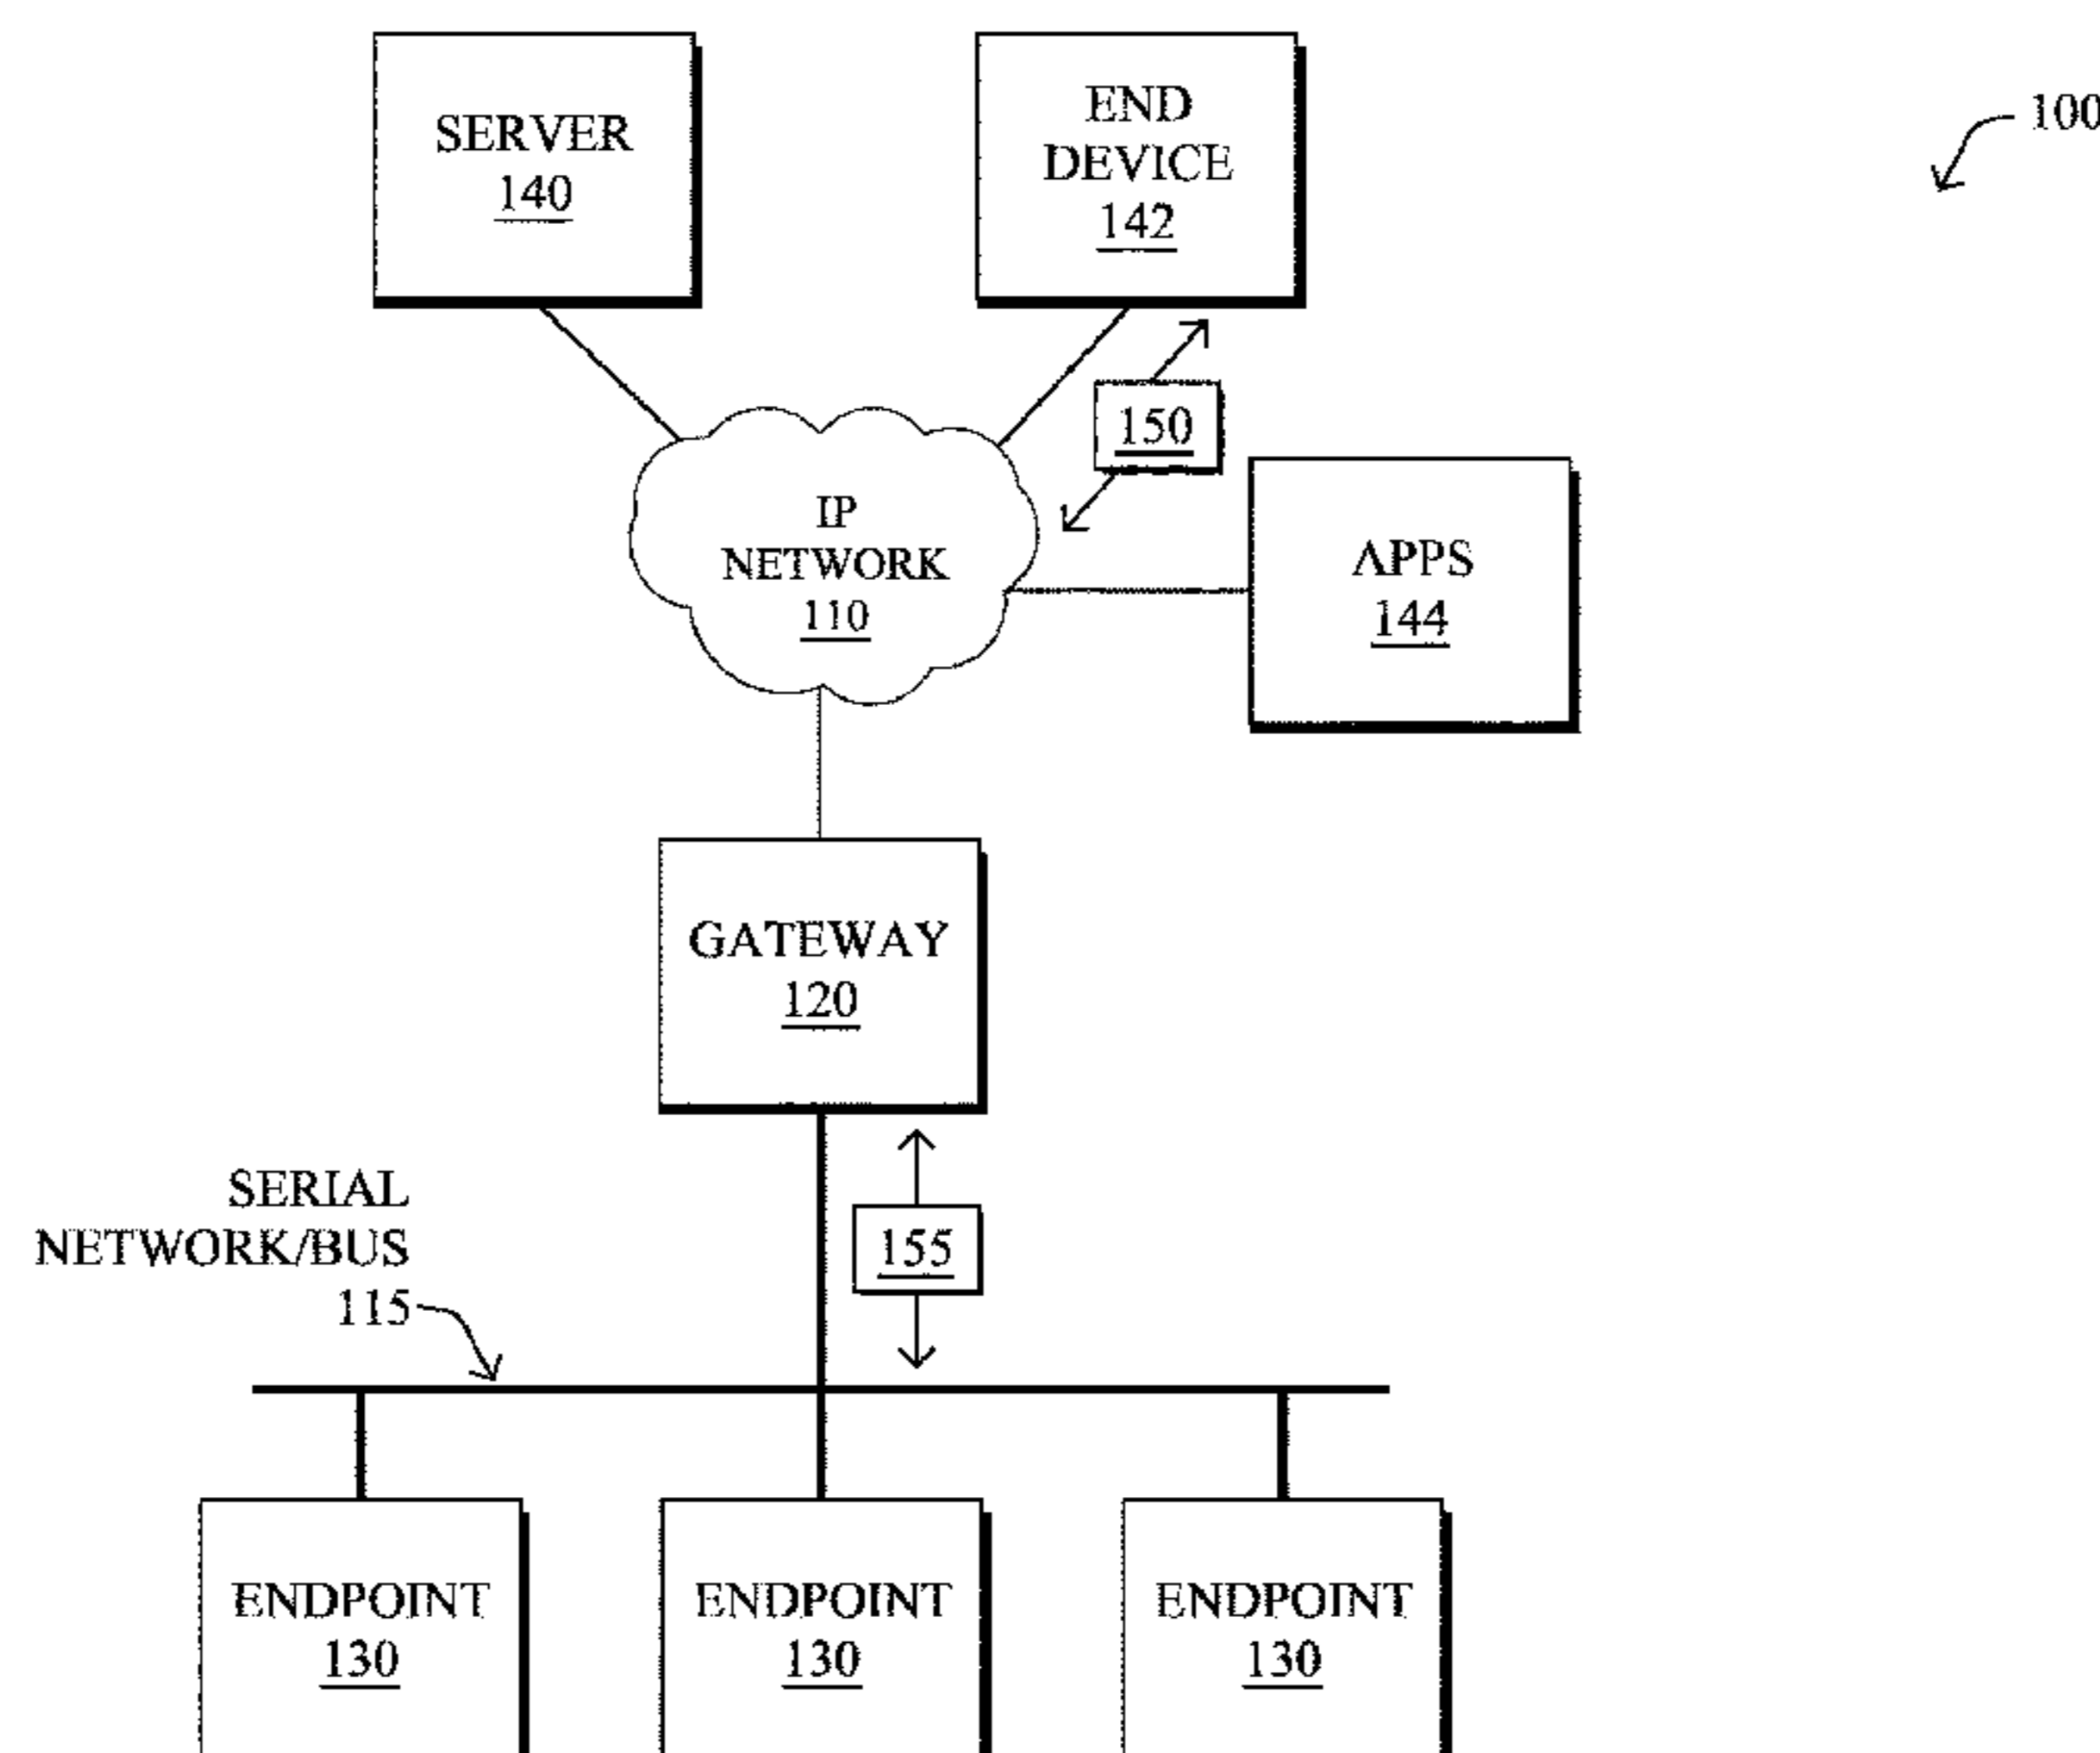 SERVER
140
END
DEVICE
142
100
150
IP
NETWORK
110
APPS
144
GATEWAY
120
SERIAL
NETWORK/BUS
115
155
ENDPOINT
130
ENDPOINT
130
ENDPOINT
130